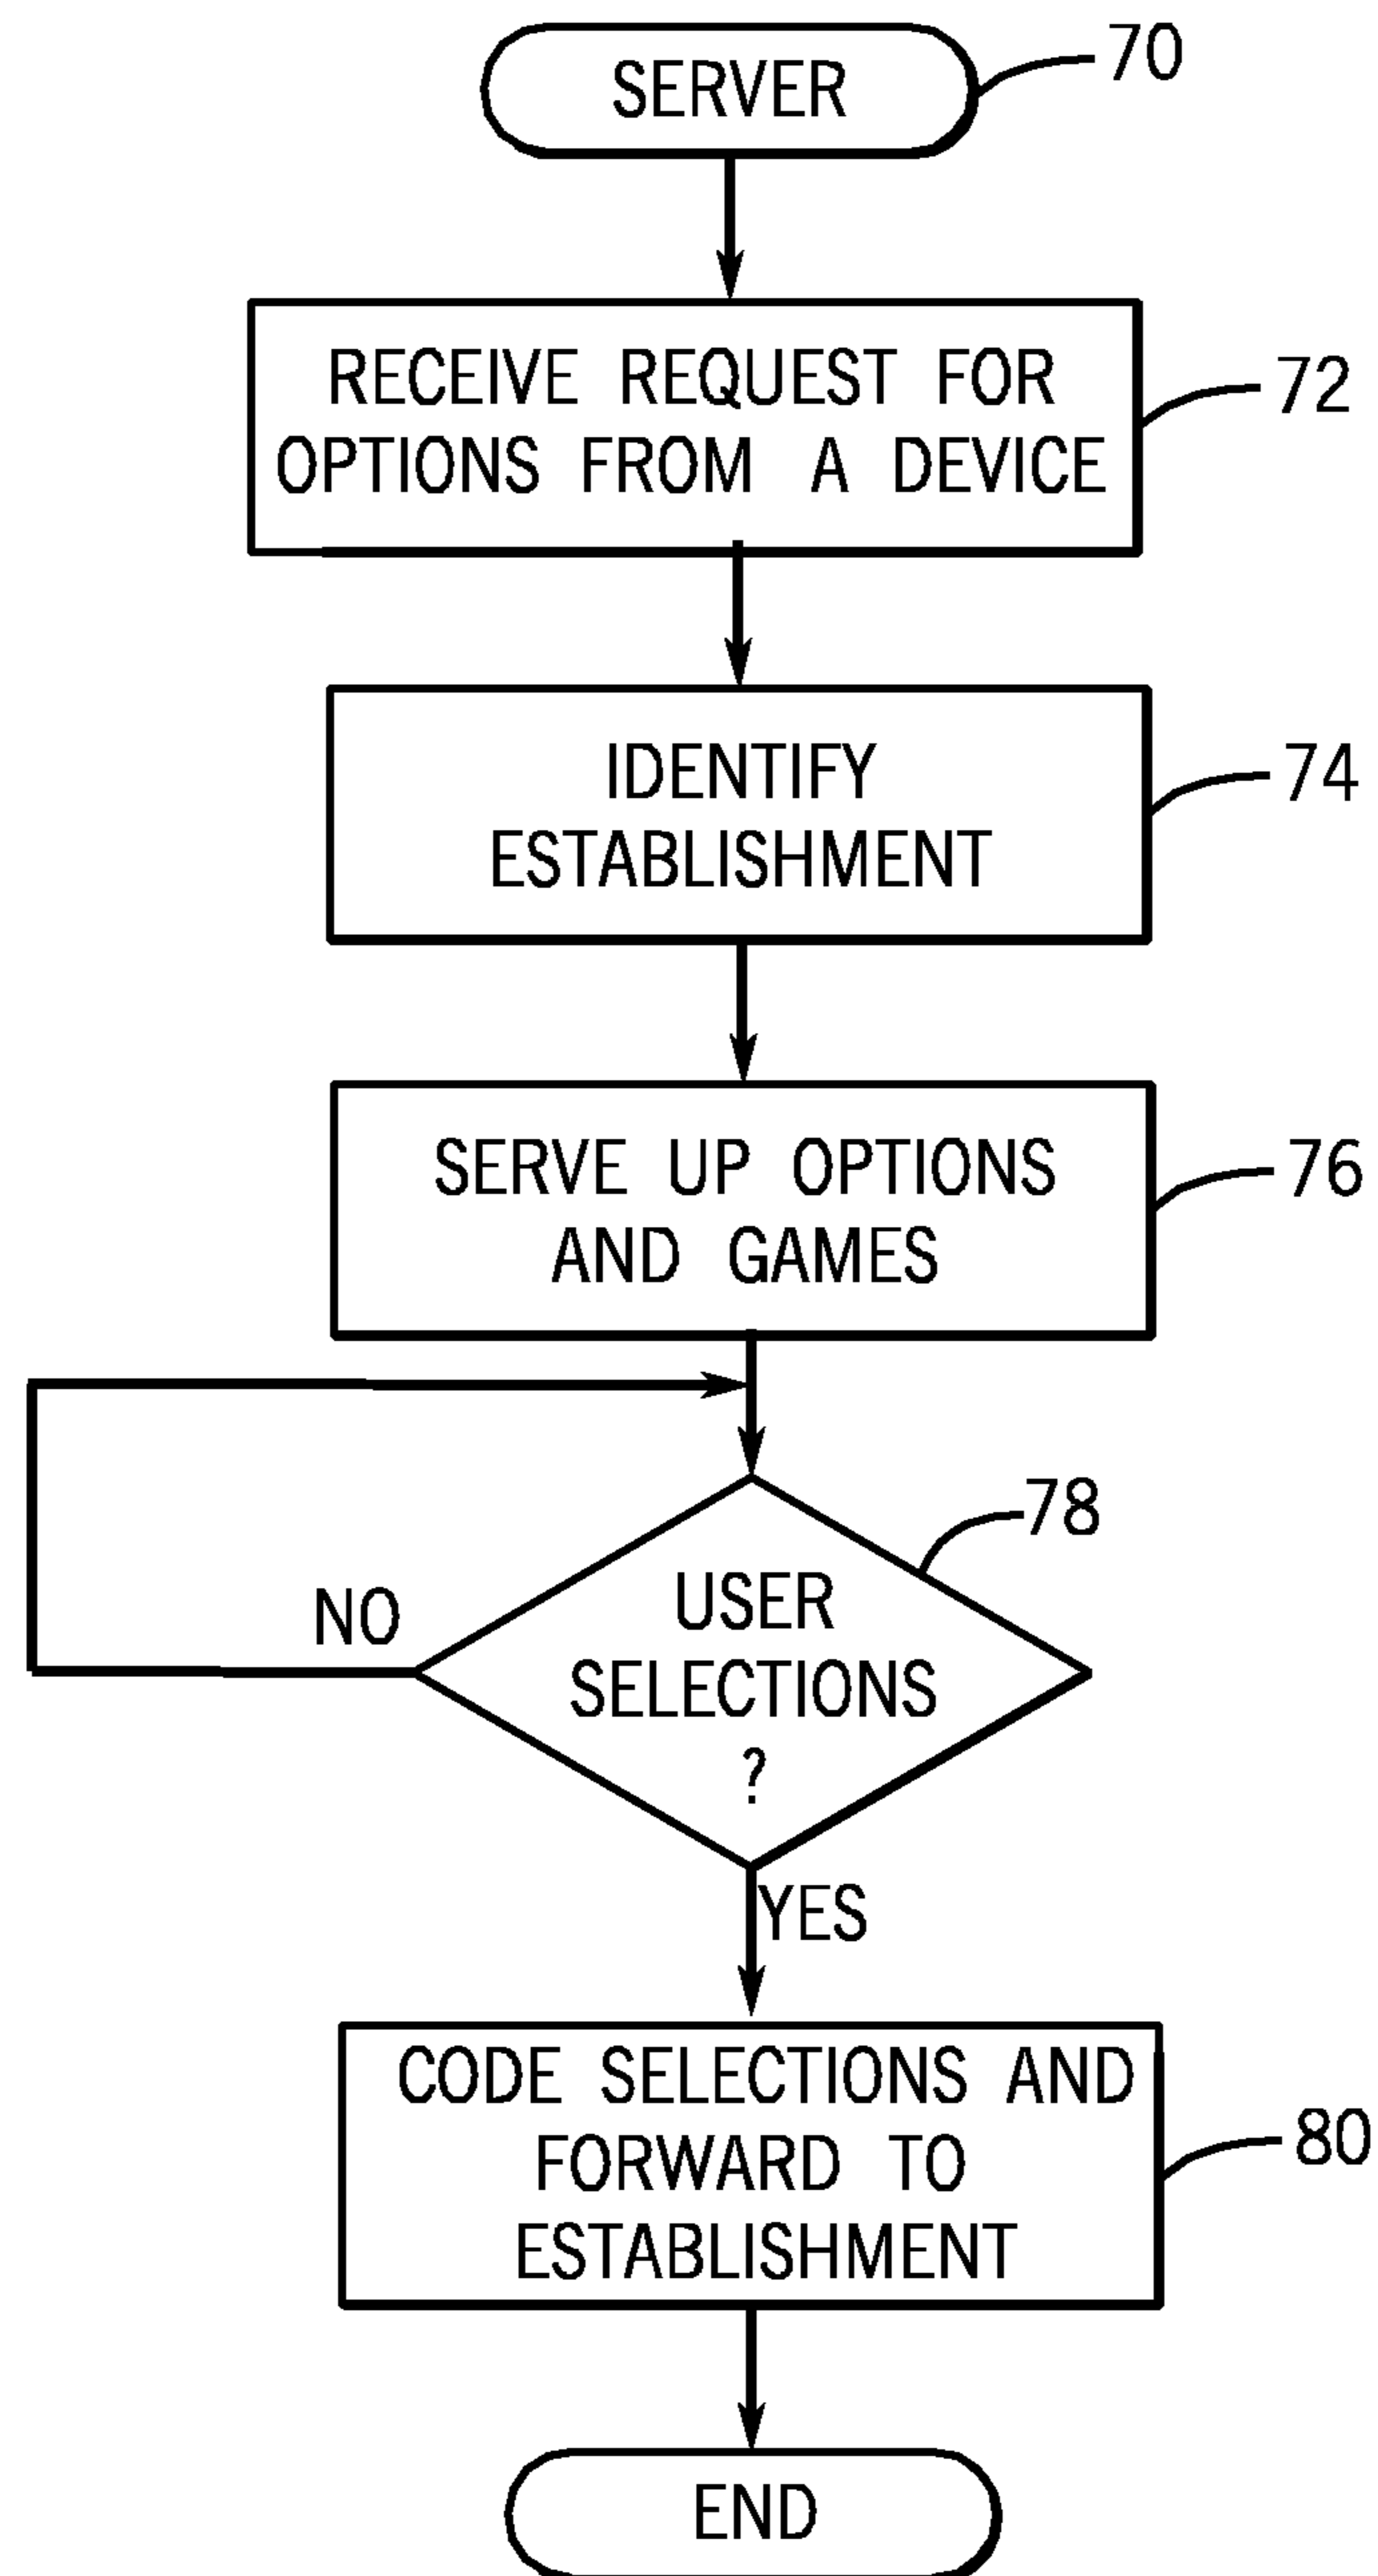 SERVER
70
RECEIVE REQUEST FOR
OPTIONS FROM A DEVICE
72
IDENTIFY
ESTABLISHMENT
74
SERVE UP OPTIONS
AND GAMES
76
78
USER
SELECTIONS
?
NO
YES
CODE SELECTIONS AND
FORWARD TO
ESTABLISHMENT
80
END